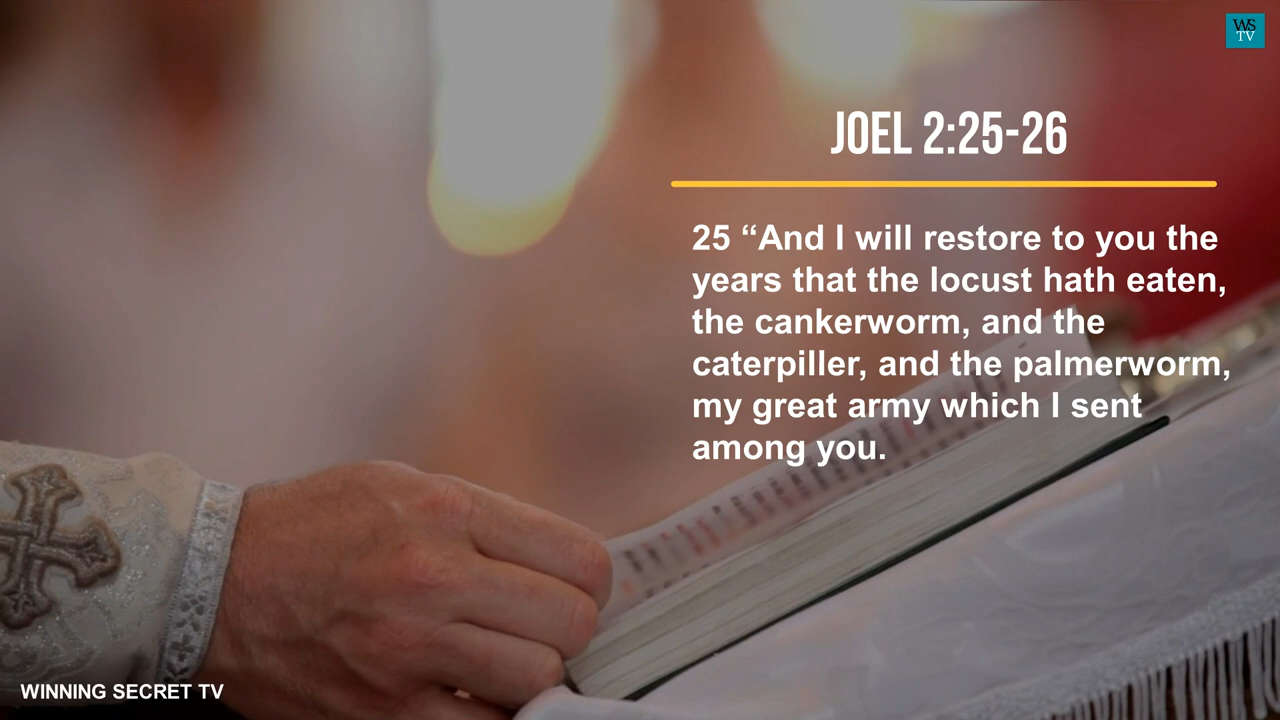 WS
TV
JOEL 2:25-26
25 “And I will restore to you the
years that the locust hath eaten,
the cankerworm, and the
caterpiller, and the palmerworm,
my great army which I sent
among you.
WINNING SECRET TV